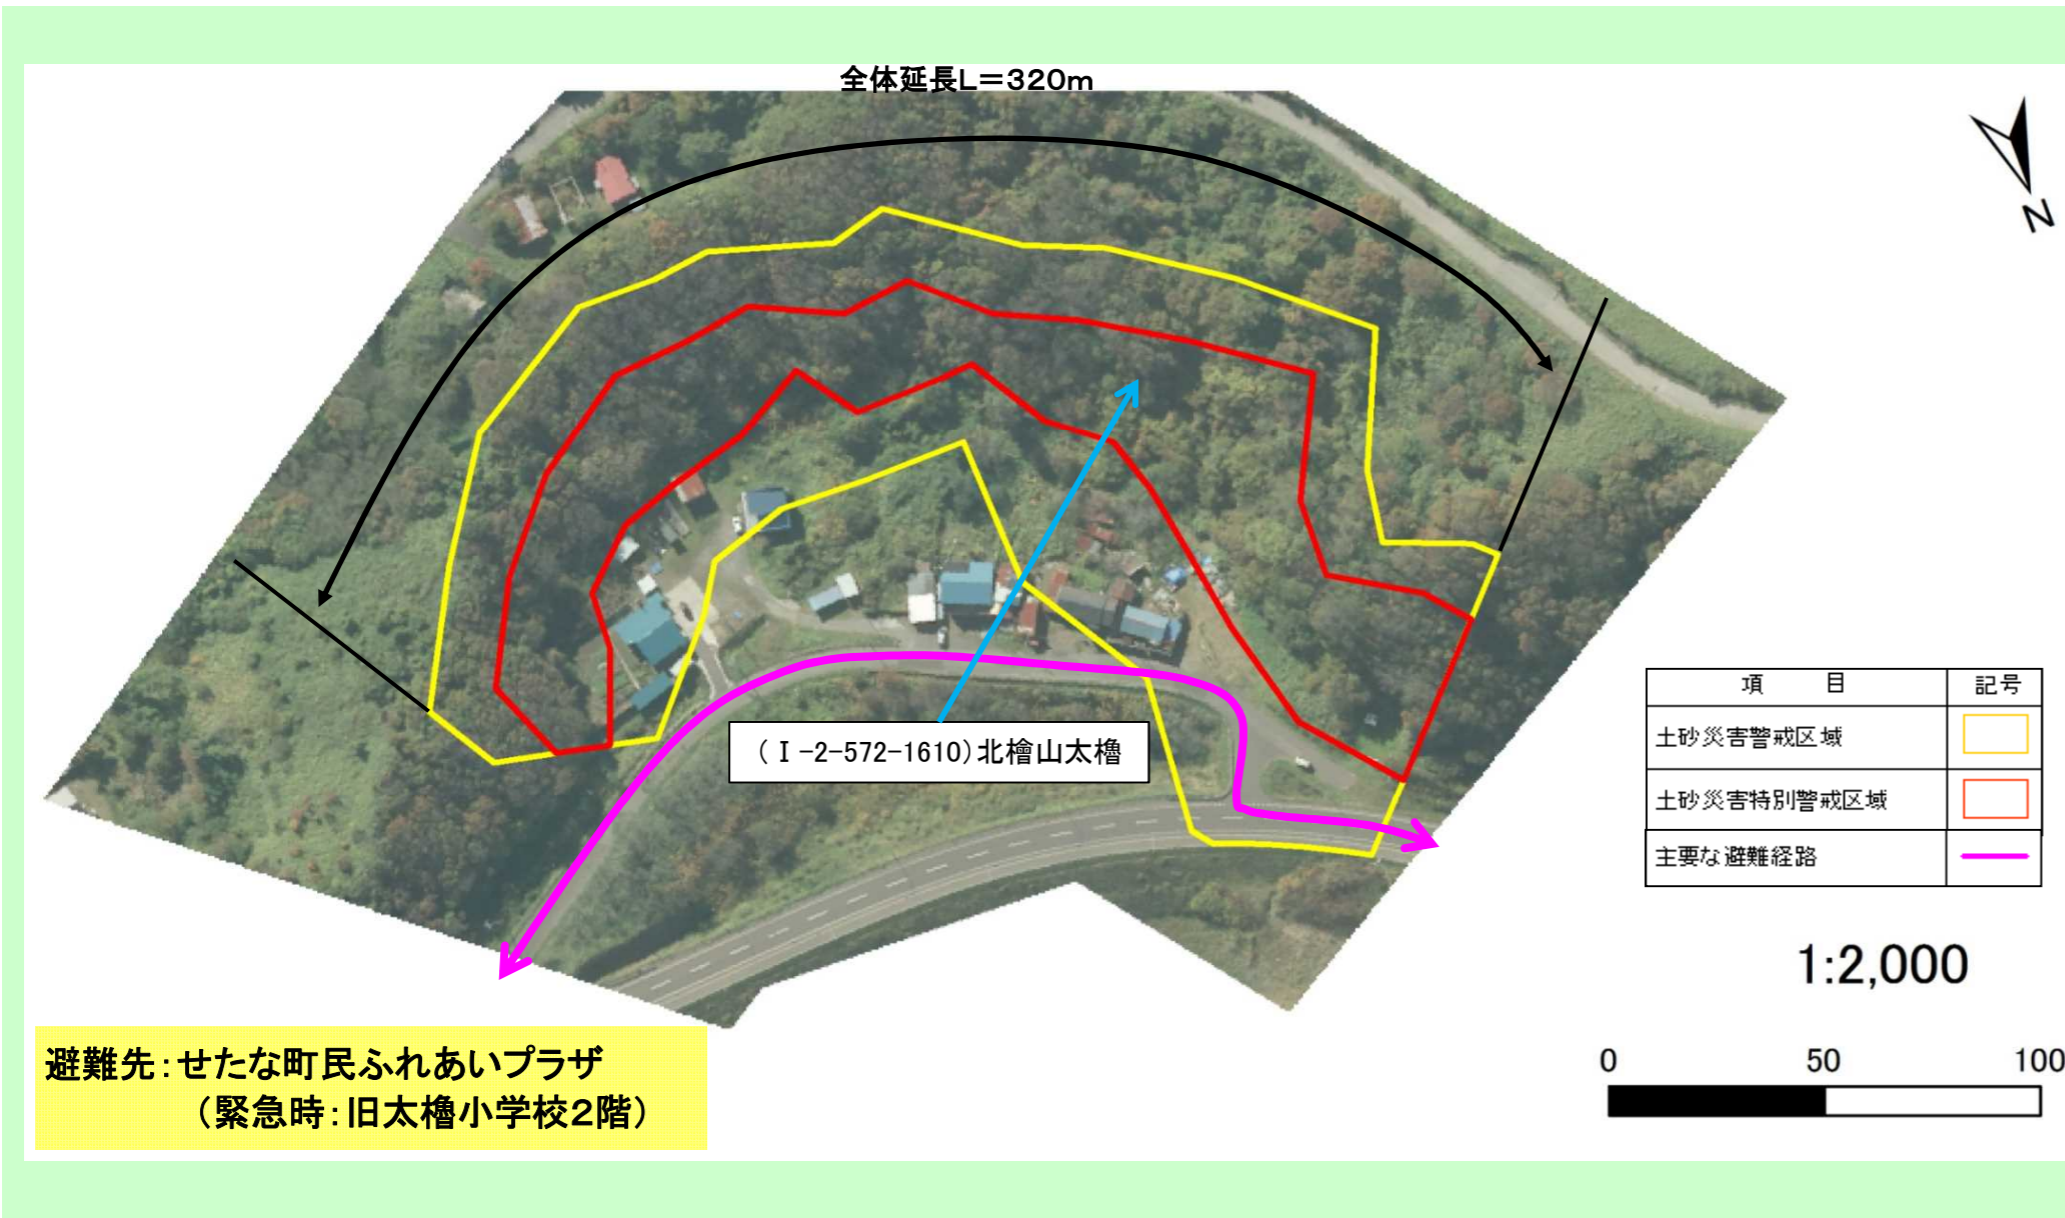 全体延長L＝320m
N
項　目　記号
土砂災害警戒区域
土砂災害特別警戒区域
主要な避難経路
(Ⅰ-2-572-1610)北檜山太櫓
1:2,000
0 50 100
避難先：せたな町民ふれあいプラザ
（緊急時：旧太櫓小学校2階）